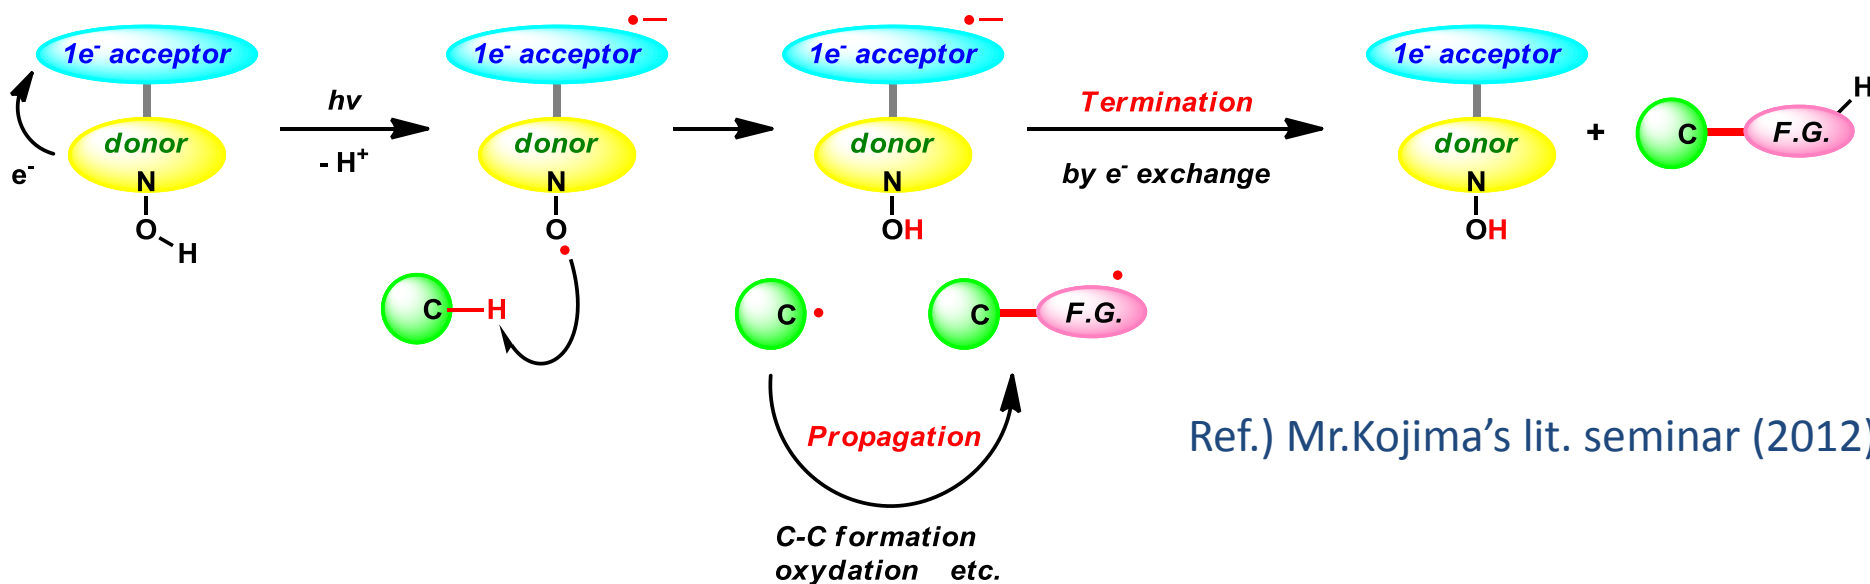 1e⁻ acceptor
donor
N
O
H
e⁻
hν
- H⁺
•—
1e⁻ acceptor
donor
N
O
•
C
H
•—
1e⁻ acceptor
donor
N
OH
C •
•
C
F.G.
Propagation
C-C formation
oxydation etc.
Termination
by e⁻ exchange
1e⁻ acceptor
donor
N
OH
+
C
F.G.
H
Ref.) Mr.Kojima's lit. seminar (2012)